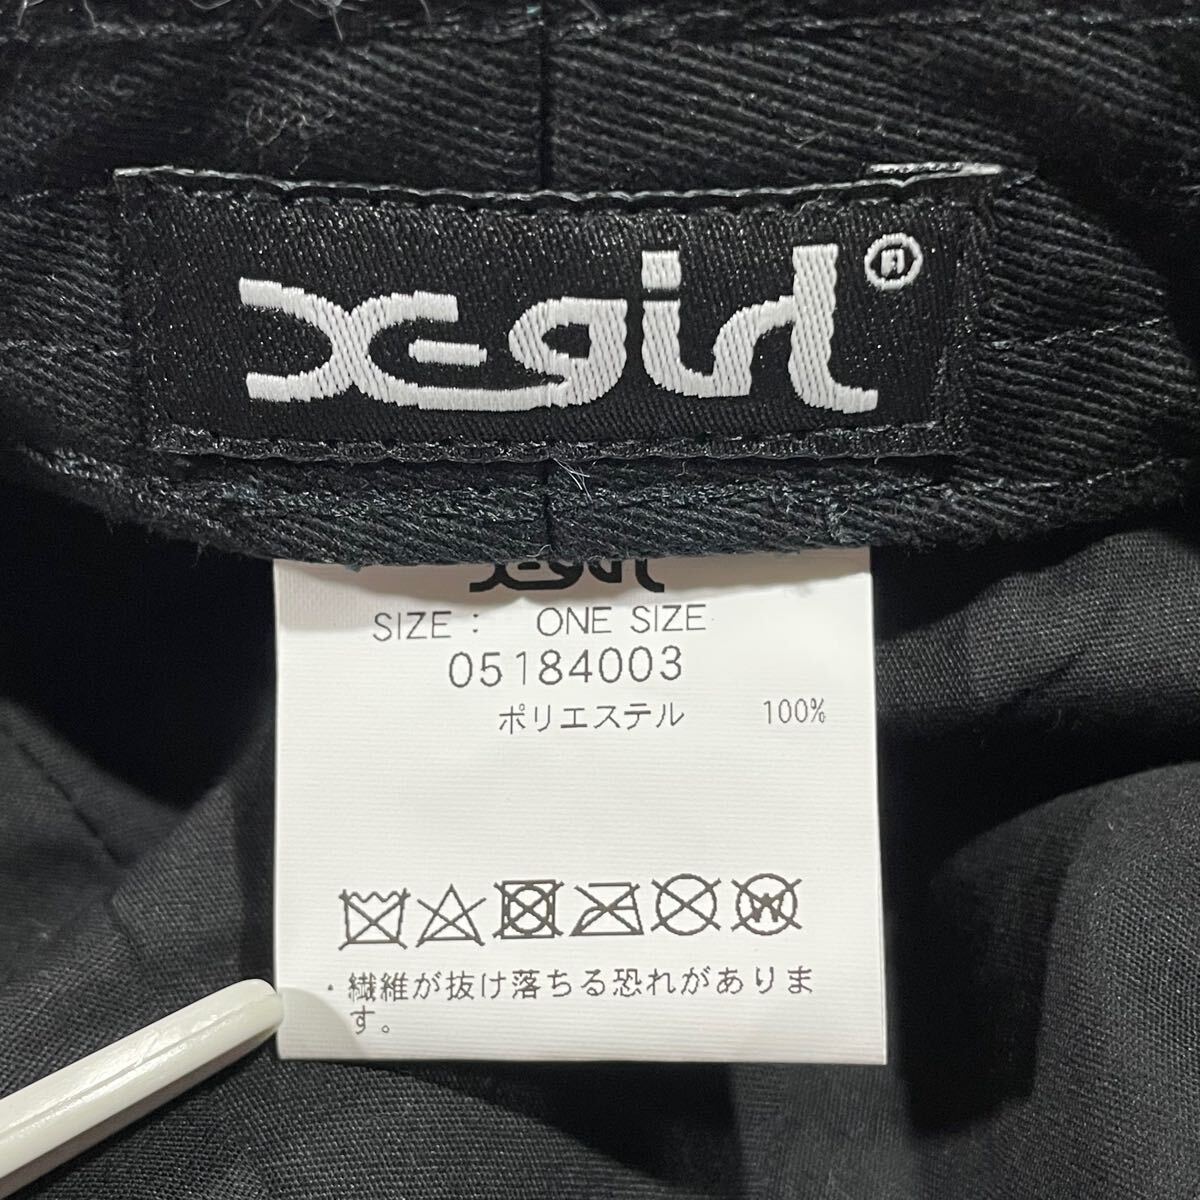 X-girl®
X-girl
SIZE : ONE SIZE
05184003
ポリエステル 100%
W
・繊維が抜け落ちる恐れがありま
す。